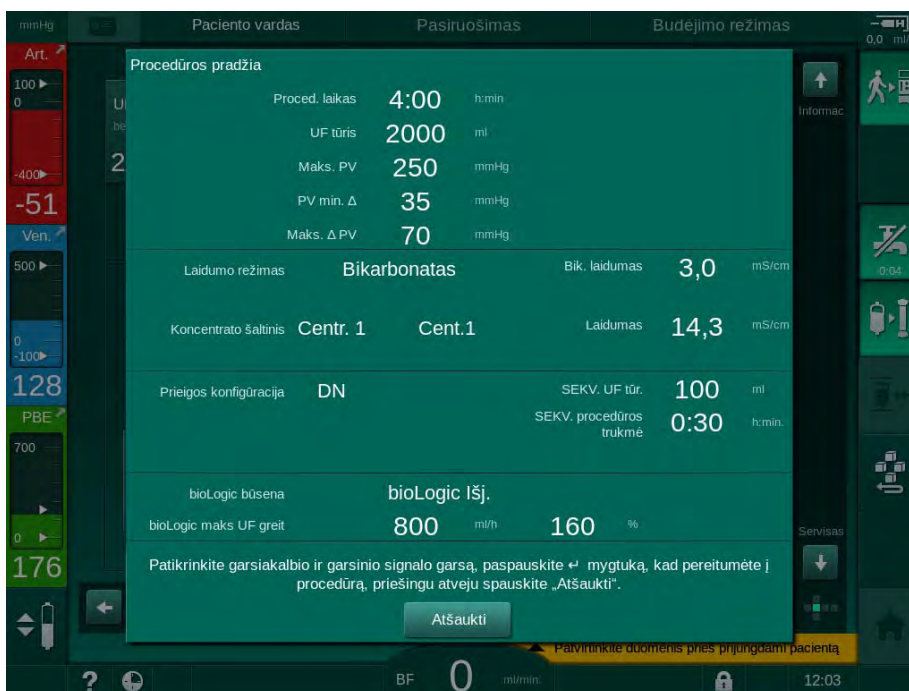 mmHg Paciento vardas Pasiruošimas Budėjimo režimas
0,0 ml/
Art.
100
0
-400
-51
Ven.
500
0
-100
128
PBE
700
0
176
2
Informac
Procedūros pradžia
Proced. laikas 4:00 h:min
UF tūris 2000 ml
Maks. PV 250 mmHg
PV min. Δ 35 mmHg
Maks. Δ PV 70 mmHg
Laidumo režimas Bikarbonatas Bik. laidumas 3,0 mS/cm
Koncentrato šaltinis Centr. 1 Cent.1 Laidumas 14,3 mS/cm
Prieigos konfigūracija DN SEKV. UF tūr. 100 ml
SEKV. procedūros
trukmė 0:30 h:min.
bioLogic būsena bioLogic Išj.
bioLogic maks UF greit 800 ml/h 160 %
Patikrinkite garsiakalbio ir garsinio signalo garsą, paspauskite ↵ mygtuką, kad pereitumėte į
procedūrą, priešingu atveju spauskite „Atšaukti“.
Atšaukti
Servisas
0:04
Patvirtinkite duomenis prieš prijungdami pacientą
? BF 0 ml/min. 12:03